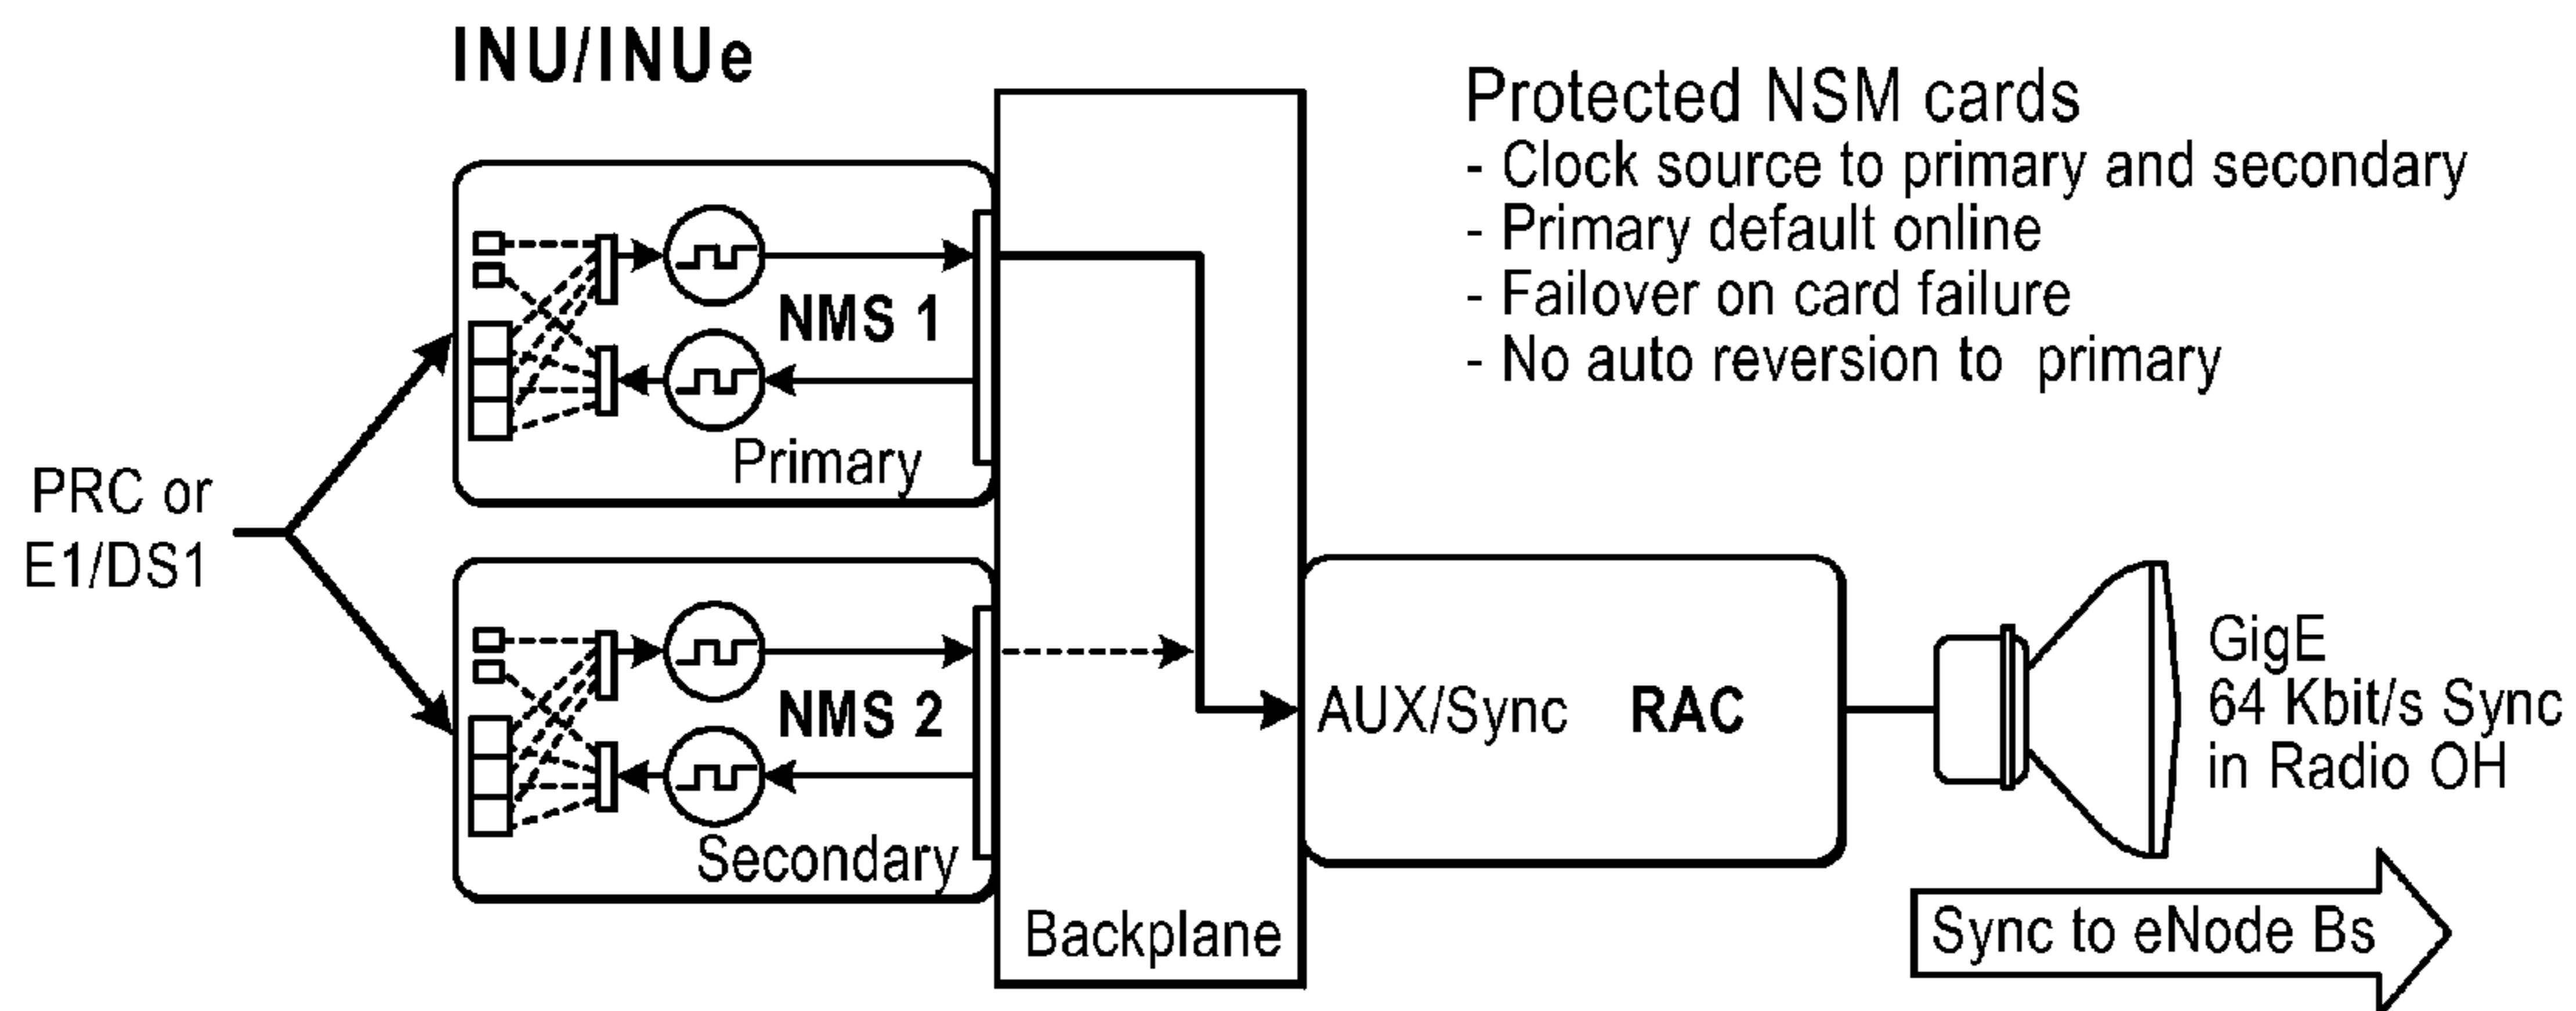 INU/INUe
Protected NSM cards
- Clock source to primary and secondary
- Primary default online
- Failover on card failure
- No auto reversion to primary
NMS 1
Primary
PRC or
E1/DS1
NMS 2
Secondary
Backplane
AUX/Sync RAC
GigE
64 Kbit/s Sync
in Radio OH
Sync to eNode Bs